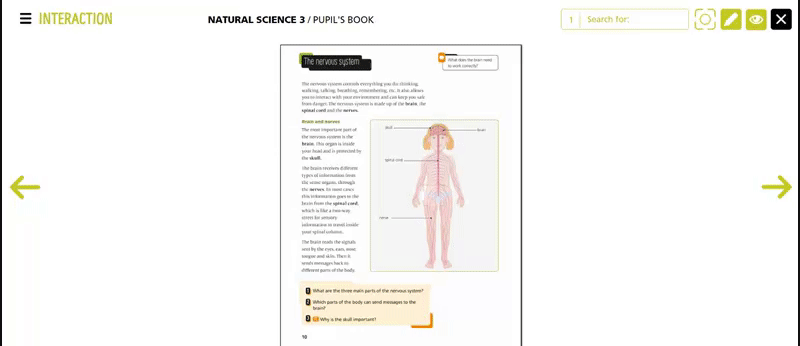 INTERACTION
NATURAL SCIENCE 3 / PUPIL'S BOOK
1
Search for:
The nervous system
What does the brain need
to work correctly?
The nervous system controls everything you do: thinking,
walking, talking, breathing, remembering, etc. It also allows
you to interact with your environment and can keep you safe
from danger. The nervous system is made up of the brain, the
spinal cord and the nerves.
Brain and nerves
The most important part of
the nervous system is the
brain. This organ is inside
your head and is protected by
the skull.
The brain receives different
types of information from
the sense organs, through
the nerves. In most cases
this information goes to the
brain from the spinal cord,
which is like a two-way
street for sensory
information to travel inside
your spinal column.
The brain reads the signals
sent by the eyes, ears, nose,
tongue and skin. Then it
sends messages back to
different parts of the body.
skull
brain
spinal cord
nerves
1 What are the three main parts of the nervous system?
2 Which parts of the body can send messages to the
brain?
3 Why is the skull important?
10